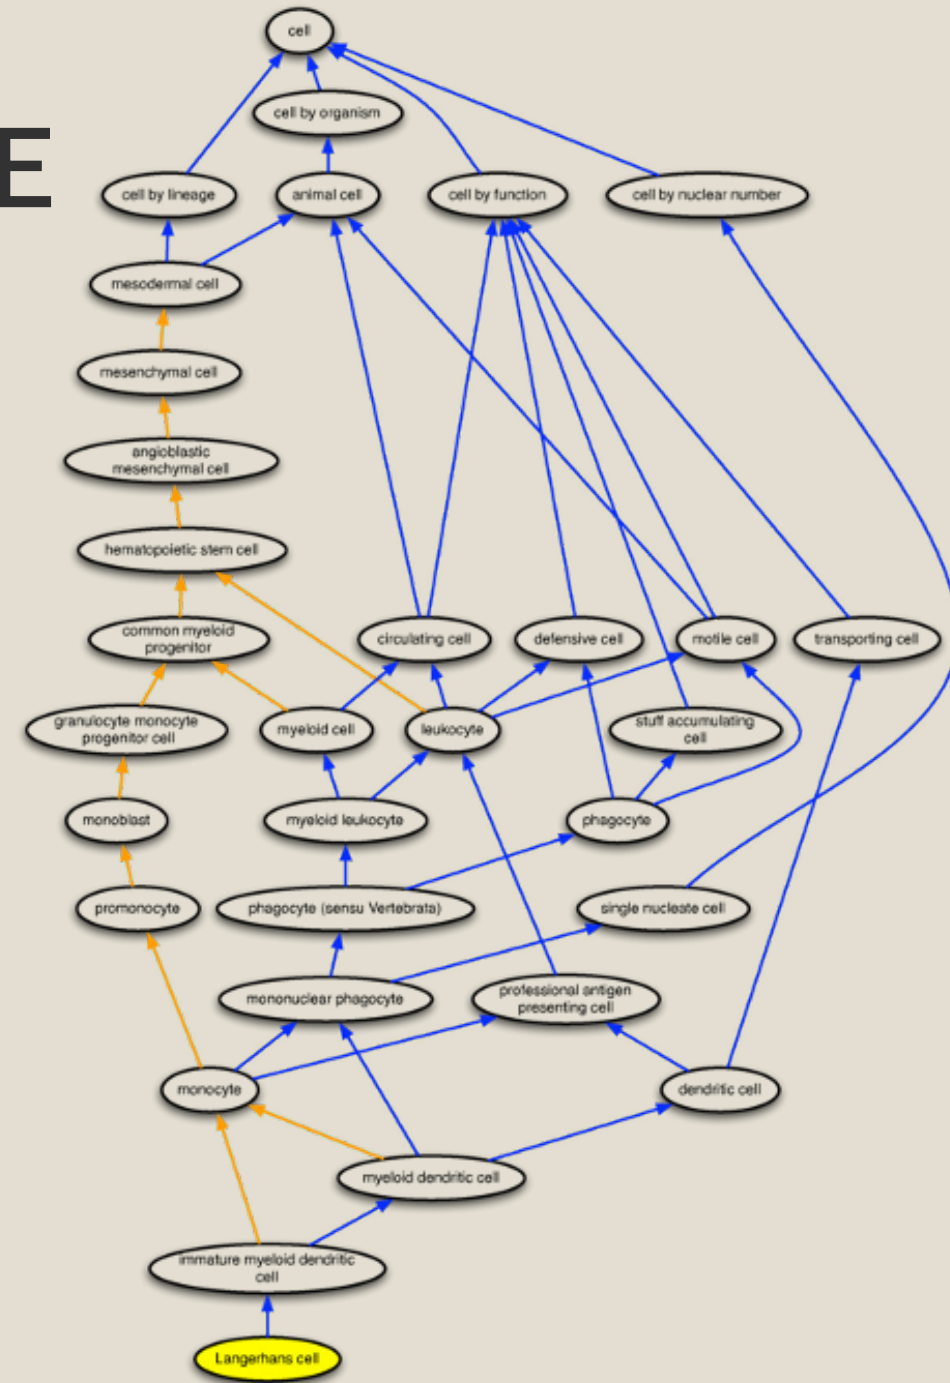 cell
cell by organism
E
cell by lineage
animal cell
cell by function
cell by nuclear number
mesodermal cell
mesenchymal cell
angioblastic
mesenchymal cell
hematopoietic stem cell
common myeloid
progenitor
circulating cell
defensive cell
motile cell
transporting cell
granulocyte monocyte
progenitor cell
myeloid cell
leukocyte
stuff accumulating
cell
monoblast
myeloid leukocyte
phagocyte
promonocyte
phagocyte (sensu Vertebrata)
single nucleate cell
mononuclear phagocyte
professional antigen
presenting cell
monocyte
dendritic cell
myeloid dendritic cell
immature myeloid dendritic
cell
Langerhans cell